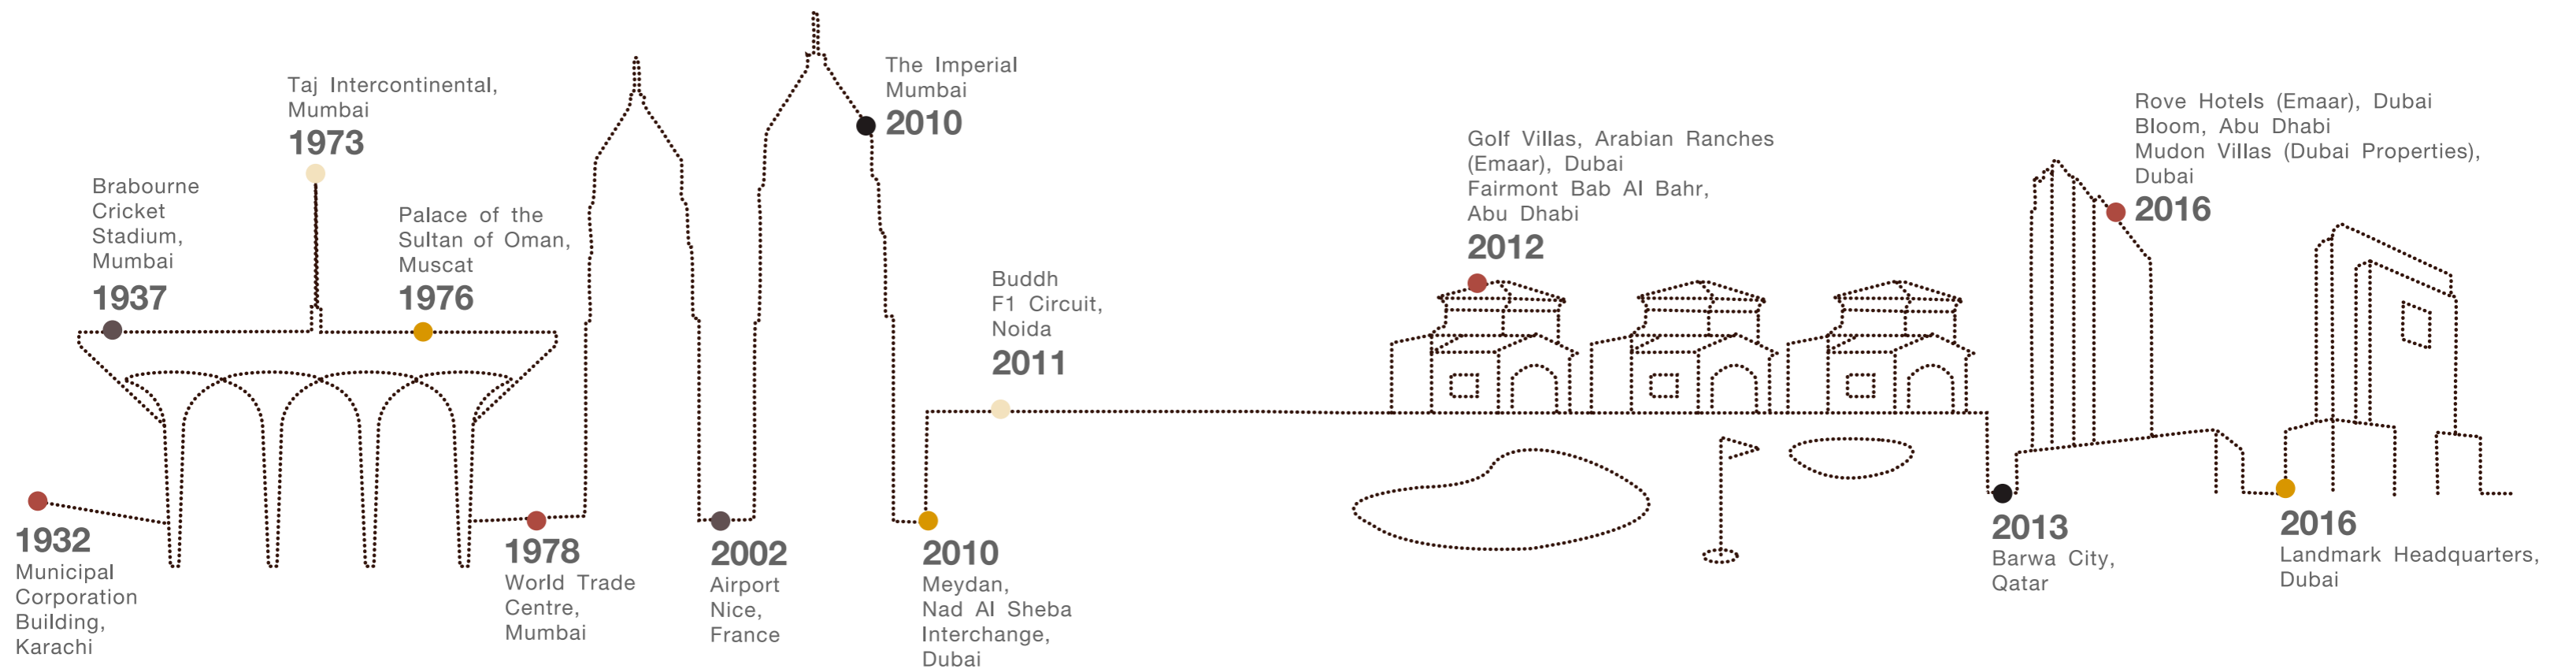 Taj Intercontinental,
Mumbai
1973
Brabourne
Cricket
Stadium,
Mumbai
1937
Palace of the
Sultan of Oman,
Muscat
1976
1932
Municipal
Corporation
Building,
Karachi
1978
World Trade
Centre,
Mumbai
2002
Airport
Nice,
France
The Imperial
Mumbai
2010
2010
Meydan,
Nad Al Sheba
Interchange,
Dubai
Buddh
F1 Circuit,
Noida
2011
Golf Villas, Arabian Ranches
(Emaar), Dubai
Fairmont Bab Al Bahr,
Abu Dhabi
2012
2013
Barwa City,
Qatar
Rove Hotels (Emaar), Dubai
Bloom, Abu Dhabi
Mudon Villas (Dubai Properties),
Dubai
2016
2016
Landmark Headquarters,
Dubai